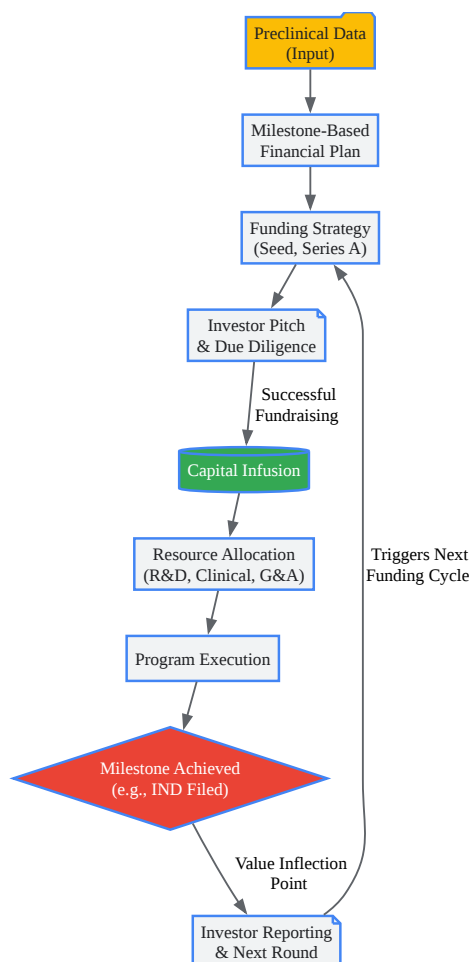 Preclinical Data
(Input)
Milestone-Based
Financial Plan
Funding Strategy
(Seed, Series A)
Investor Pitch
& Due Diligence
Successful
Fundraising
Capital Infusion
Resource Allocation
(R&D, Clinical, G&A)
Triggers Next
Funding Cycle
Program Execution
Milestone Achieved
(e.g., IND Filed)
Value Inflection
Point
Investor Reporting
& Next Round